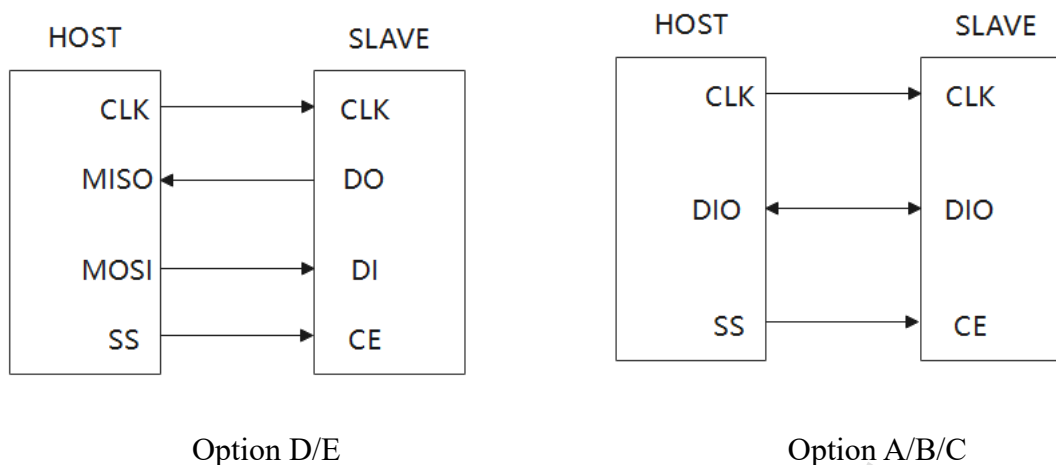 HOST
SLAVE
CLK
CLK
MISO
DO
MOSI
DI
SS
CE
Option D/E
HOST
SLAVE
CLK
CLK
DIO
DIO
SS
CE
Option A/B/C